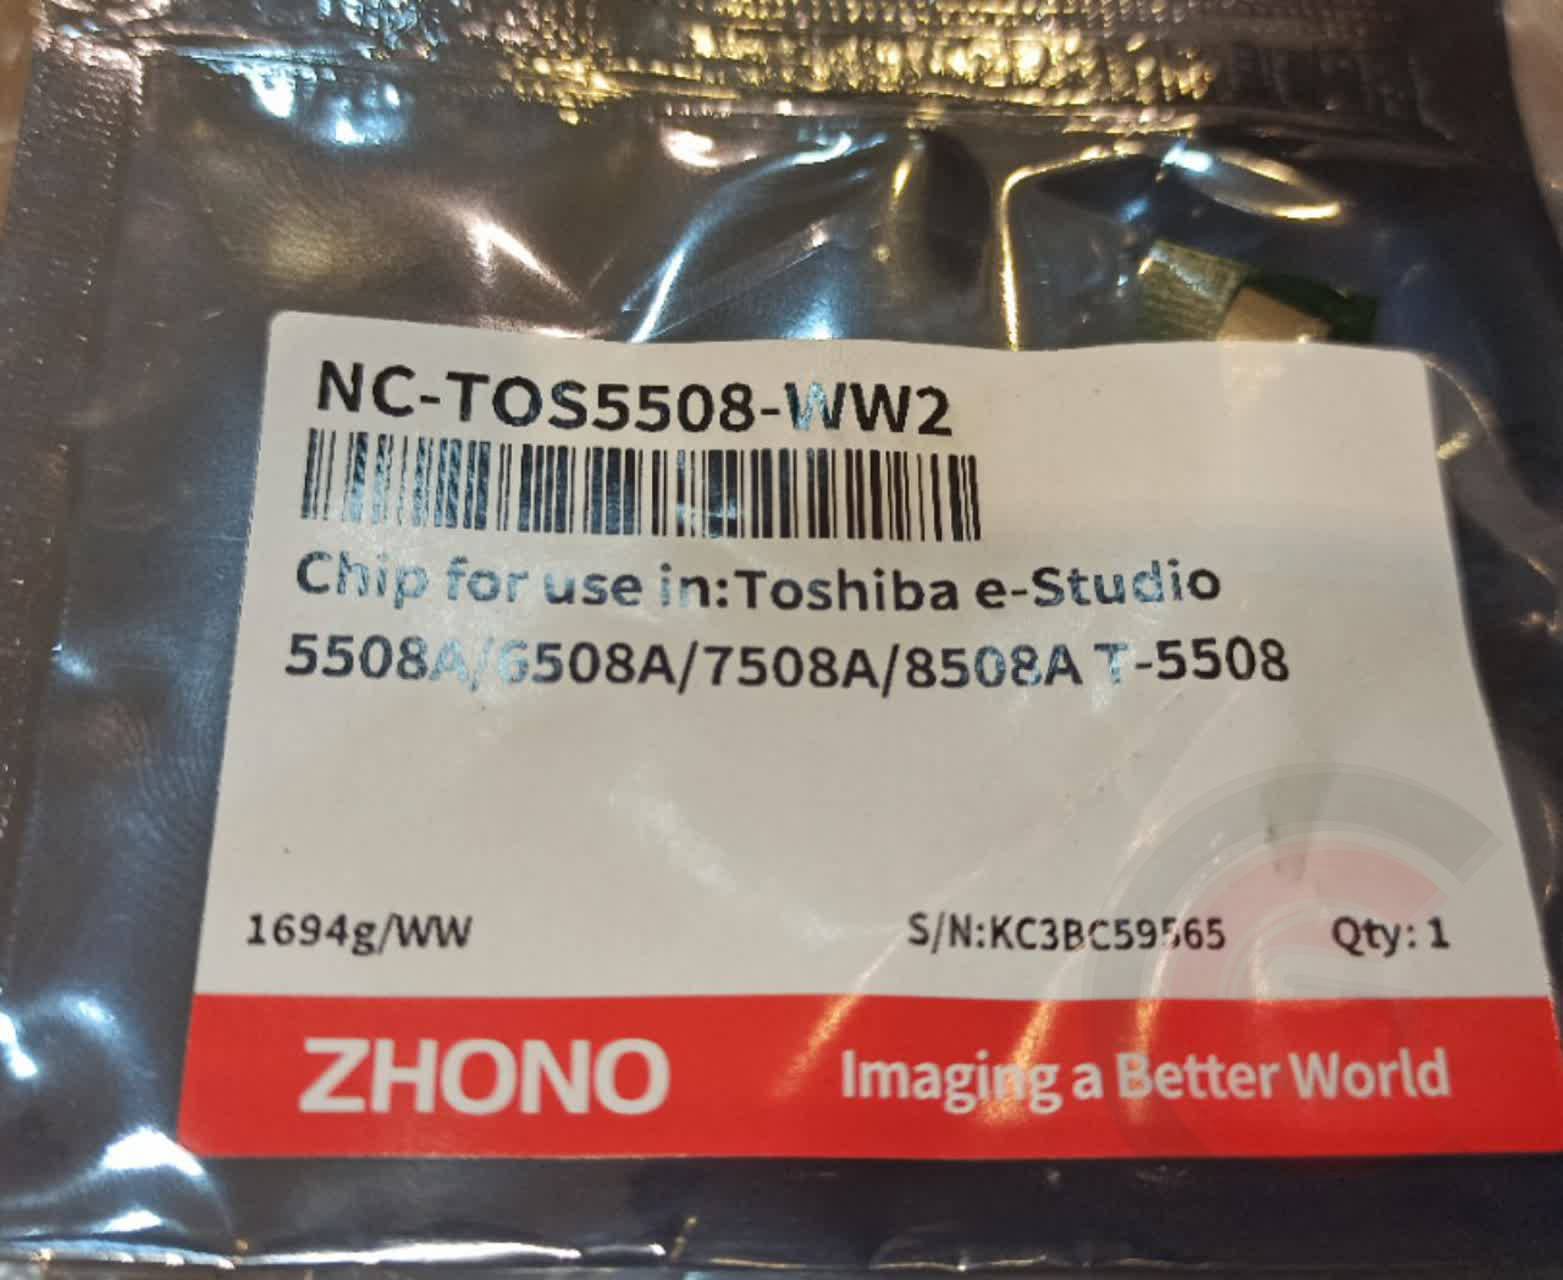 NC-TOS5508-WW2
Chip for use in:Toshiba e-Studio
5508A/6508A/7508A/8508A T-5508
1694g/WW S/N:KC3BC59565 Qty: 1
ZHONO Imaging a Better World